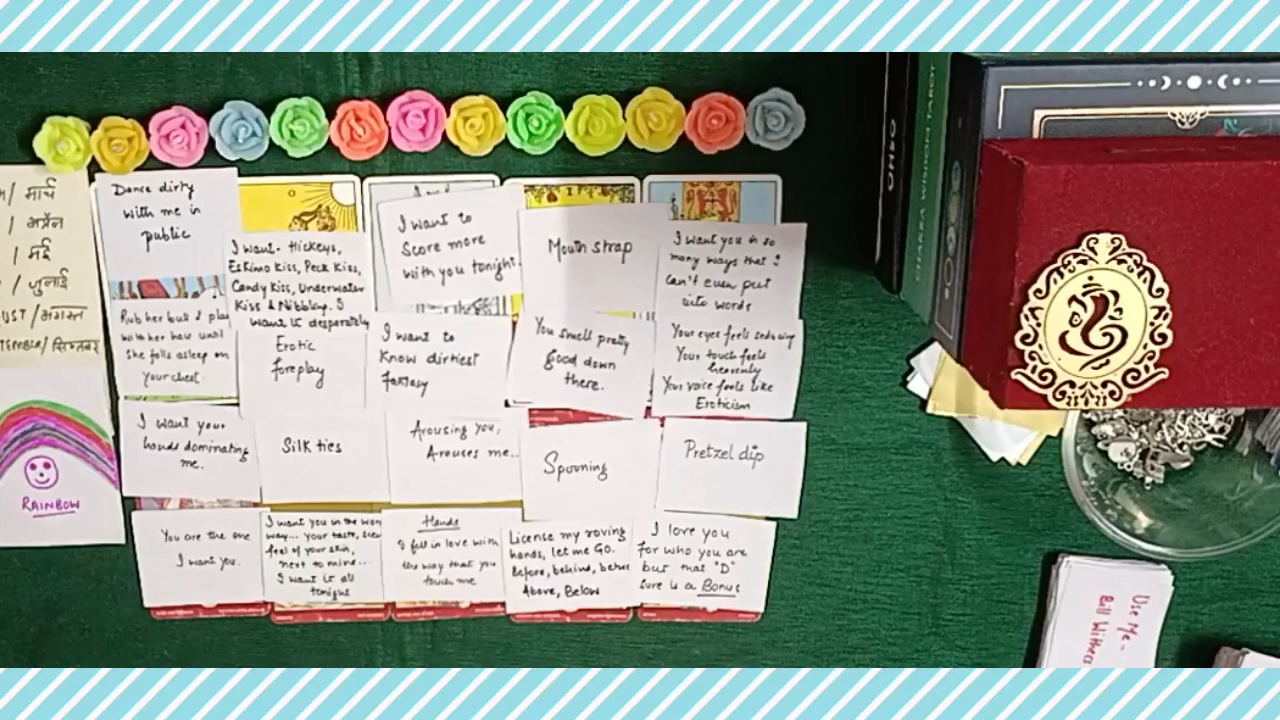 मार्च
अप्रैल
मई
जुलाई
UST / अगस्त
TEMBER / सितम्बर
RAINBOW
Dance dirty
with me in
public
I want- Hickeys,
Eskimo Kiss, Peck Kiss,
Candy Kiss, Underwater
Kiss & Nibbling. I
want it desperately
I want to
Score more
with you tonight.
Mouth strap
I want you in so
many ways that I
can't even put
into words
Rub her butt & play
with her hair until
she falls asleep on
your chest.
Erotic
foreplay
I want to
Know dirtiest
fantasy
You smell pretty
good down
there.
Your eyes feels seducing
Your touch feels
heavenly
Your voice feels like
Eroticism
I want your
hands dominating
me..
Silk ties
Arousing you,
Arouses me..
Spooning
Pretzel dip
You are the one
I want you.
I want you in the worst
way... your taste,
feel of your skin,
next to mine...
I want it all
tonight
Hands
I fell in love with
the way that you
touch me
License my roving
hands, let me GO.
Before, behind,
Above, Below
I love you
for who you are
but that "D"
sure is a Bonus
OSHO
CHAKRA WISDOM TAROT
Use Me -